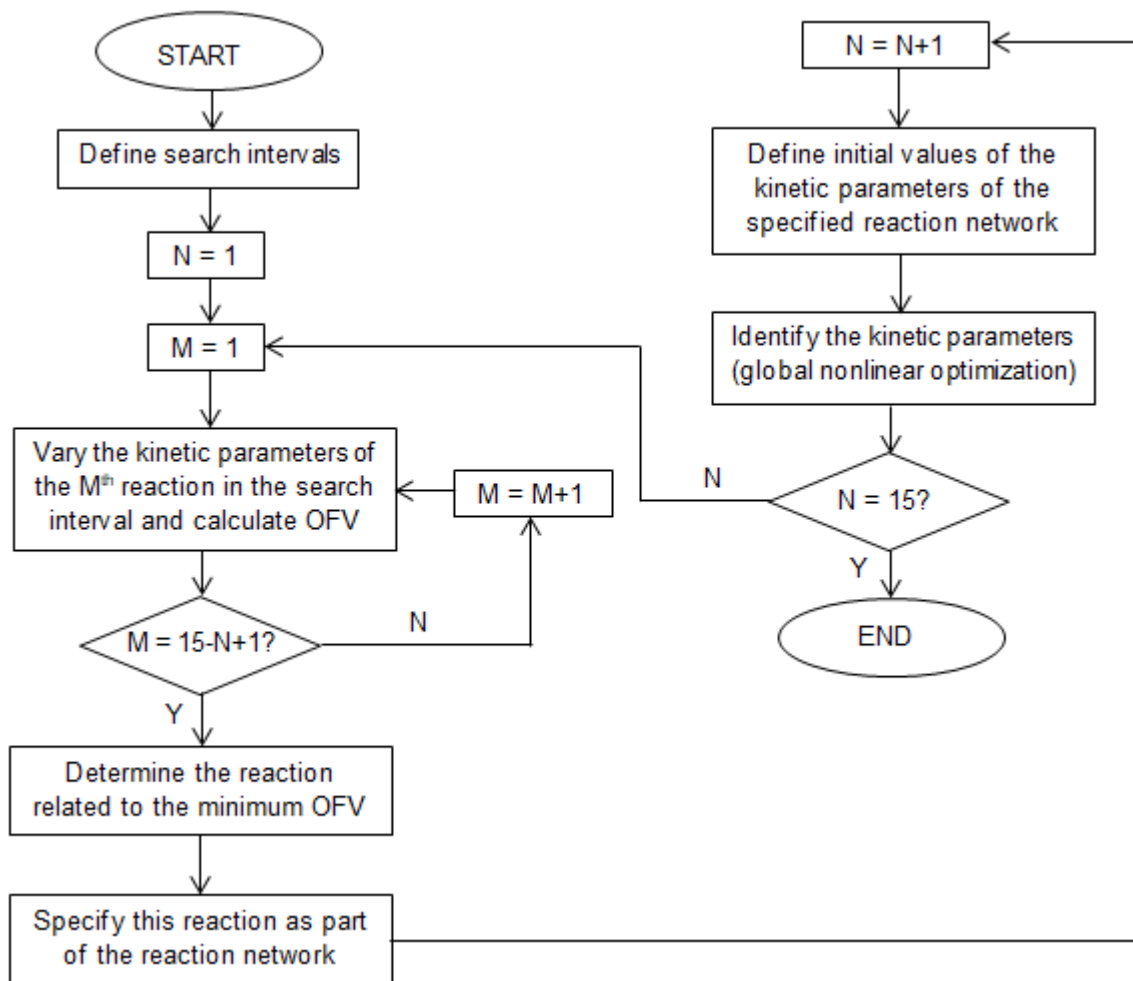 START
Define search intervals
N = 1
M = 1
Vary the kinetic parameters of
the Mᵗʰ reaction in the search
interval and calculate OFV
M = M+1
M = 15-N+1?
N
Y
Determine the reaction
related to the minimum OFV
Specify this reaction as part
of the reaction network
N = N+1
Define initial values of the
kinetic parameters of the
specified reaction network
Identify the kinetic parameters
(global nonlinear optimization)
N = 15?
N
Y
END